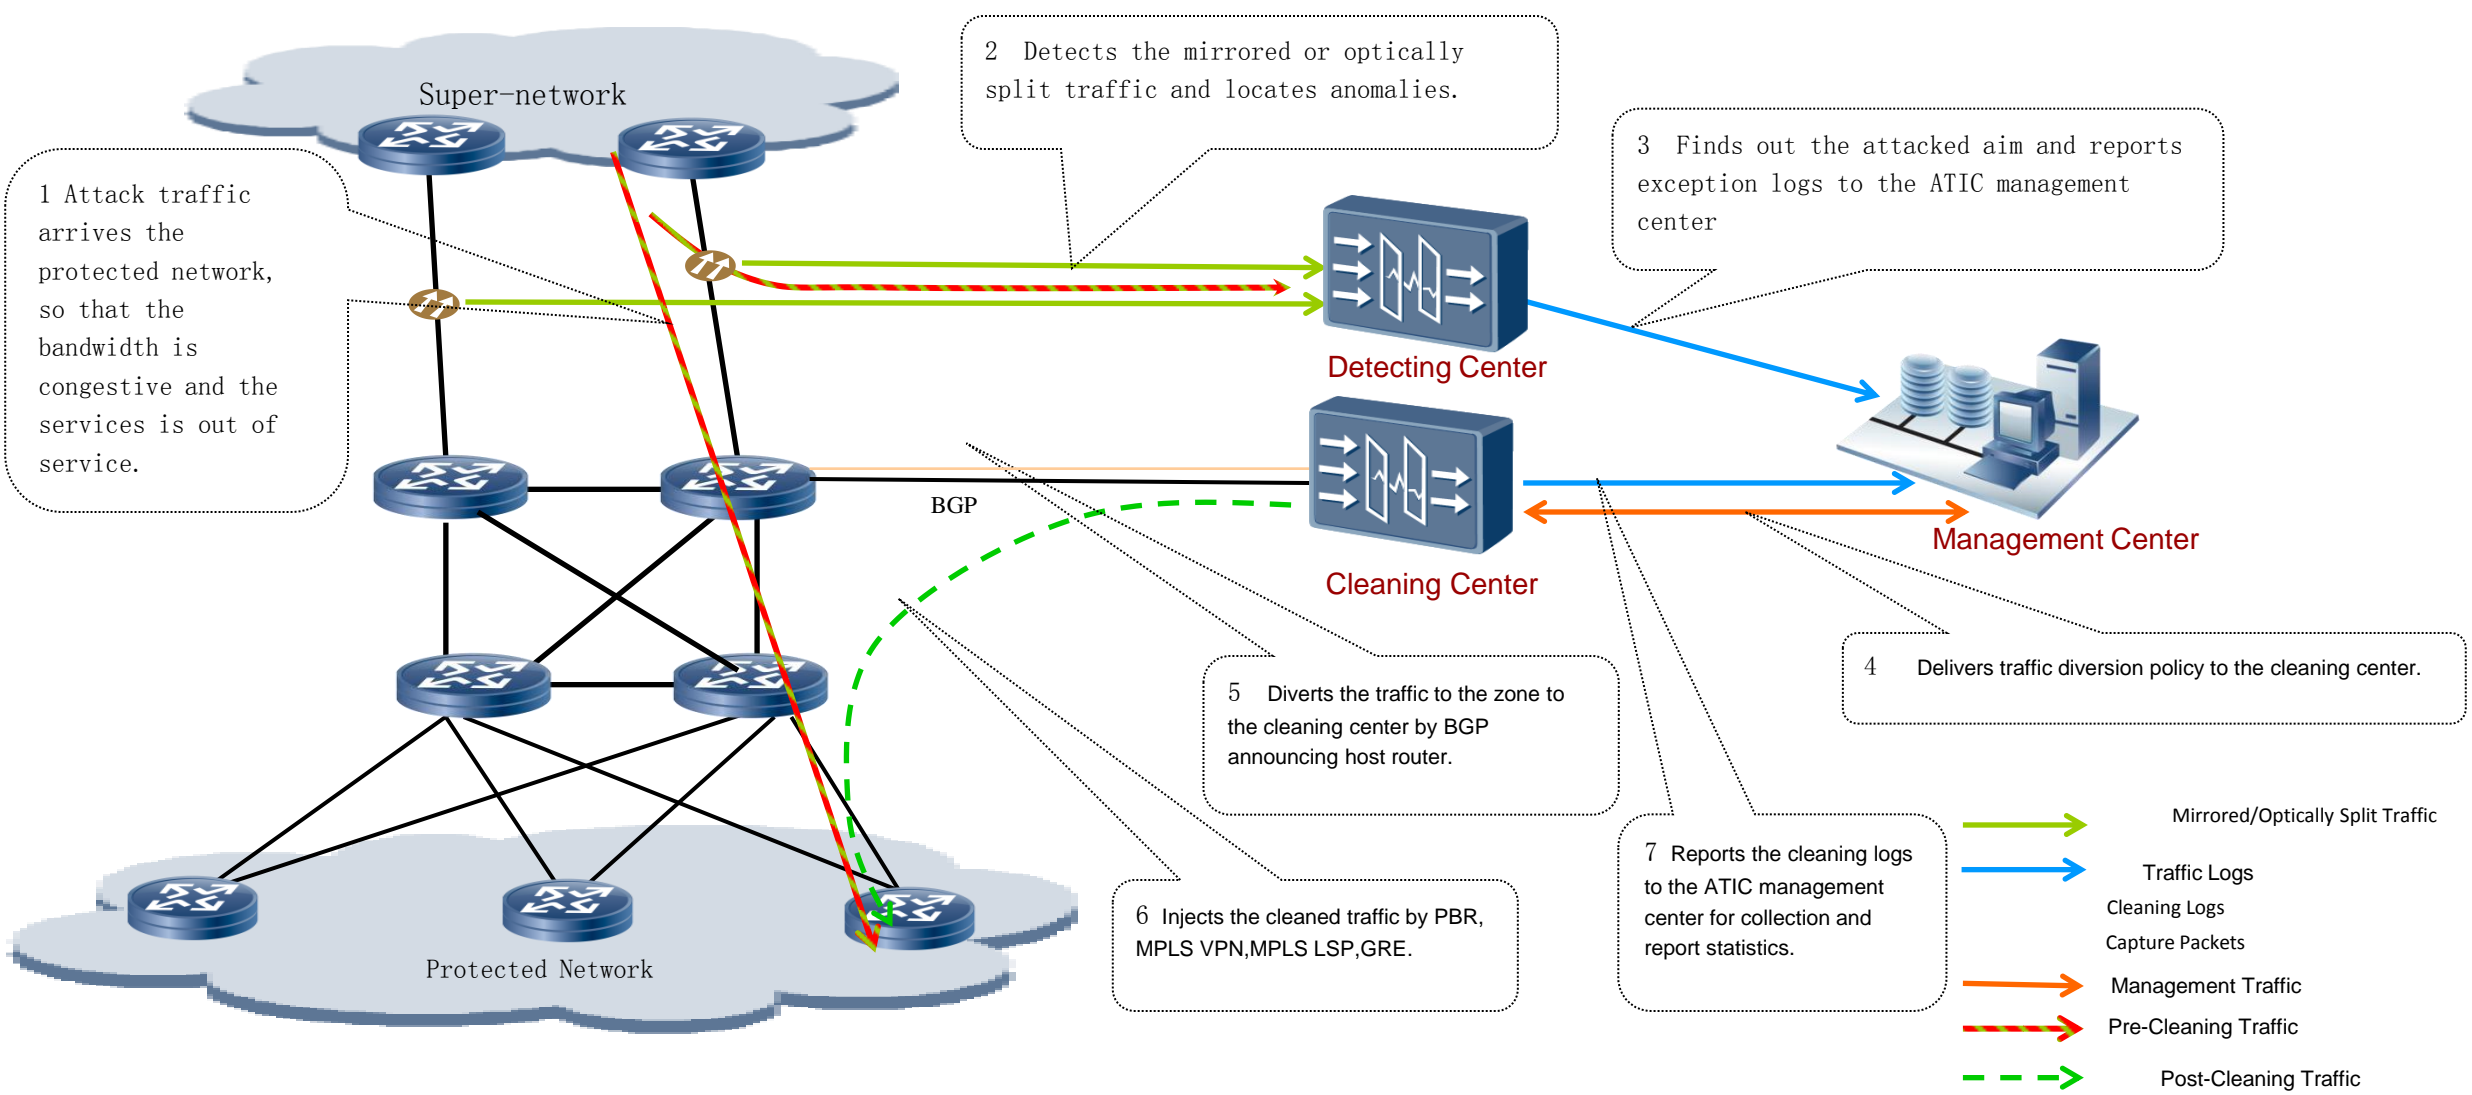 Super-network
1 Attack traffic
arrives the
protected network,
so that the
bandwidth is
congestive and the
services is out of
service.
2 Detects the mirrored or optically
split traffic and locates anomalies.
3 Finds out the attacked aim and reports
exception logs to the ATIC management
center
Detecting Center
BGP
Cleaning Center
Management Center
4 Delivers traffic diversion policy to the cleaning center.
5 Diverts the traffic to the zone to
the cleaning center by BGP
announcing host router.
6 Injects the cleaned traffic by PBR,
MPLS VPN,MPLS LSP,GRE.
7 Reports the cleaning logs
to the ATIC management
center for collection and
report statistics.
Protected Network
Mirrored/Optically Split Traffic
Traffic Logs
Cleaning Logs
Capture Packets
Management Traffic
Pre-Cleaning Traffic
Post-Cleaning Traffic